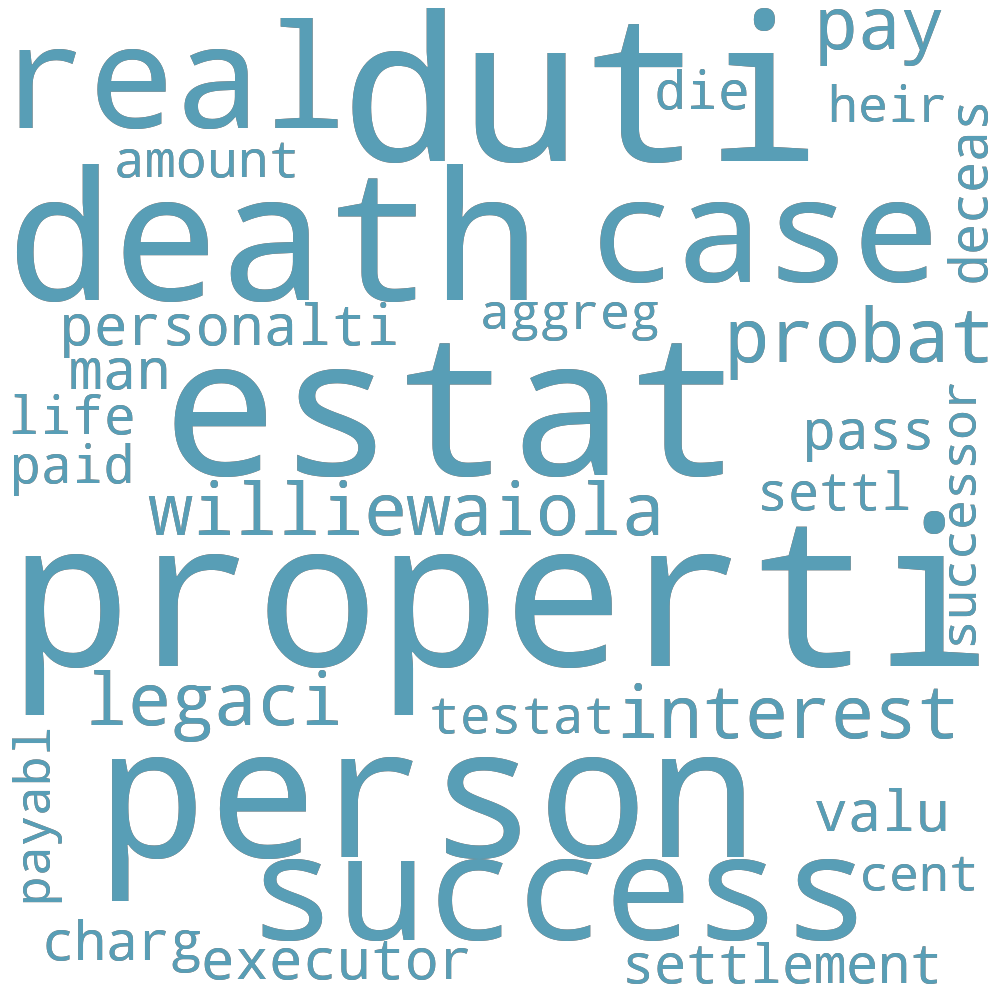 real
duti
pay
die
heir
deceas
amount
death
case
personalti
aggreg
probat
man
estat
life
pass
successor
paid
settl
williewaiola
properti
legaci
testat
interest
payabl
person
valu
success
cent
charg
executor
settlement